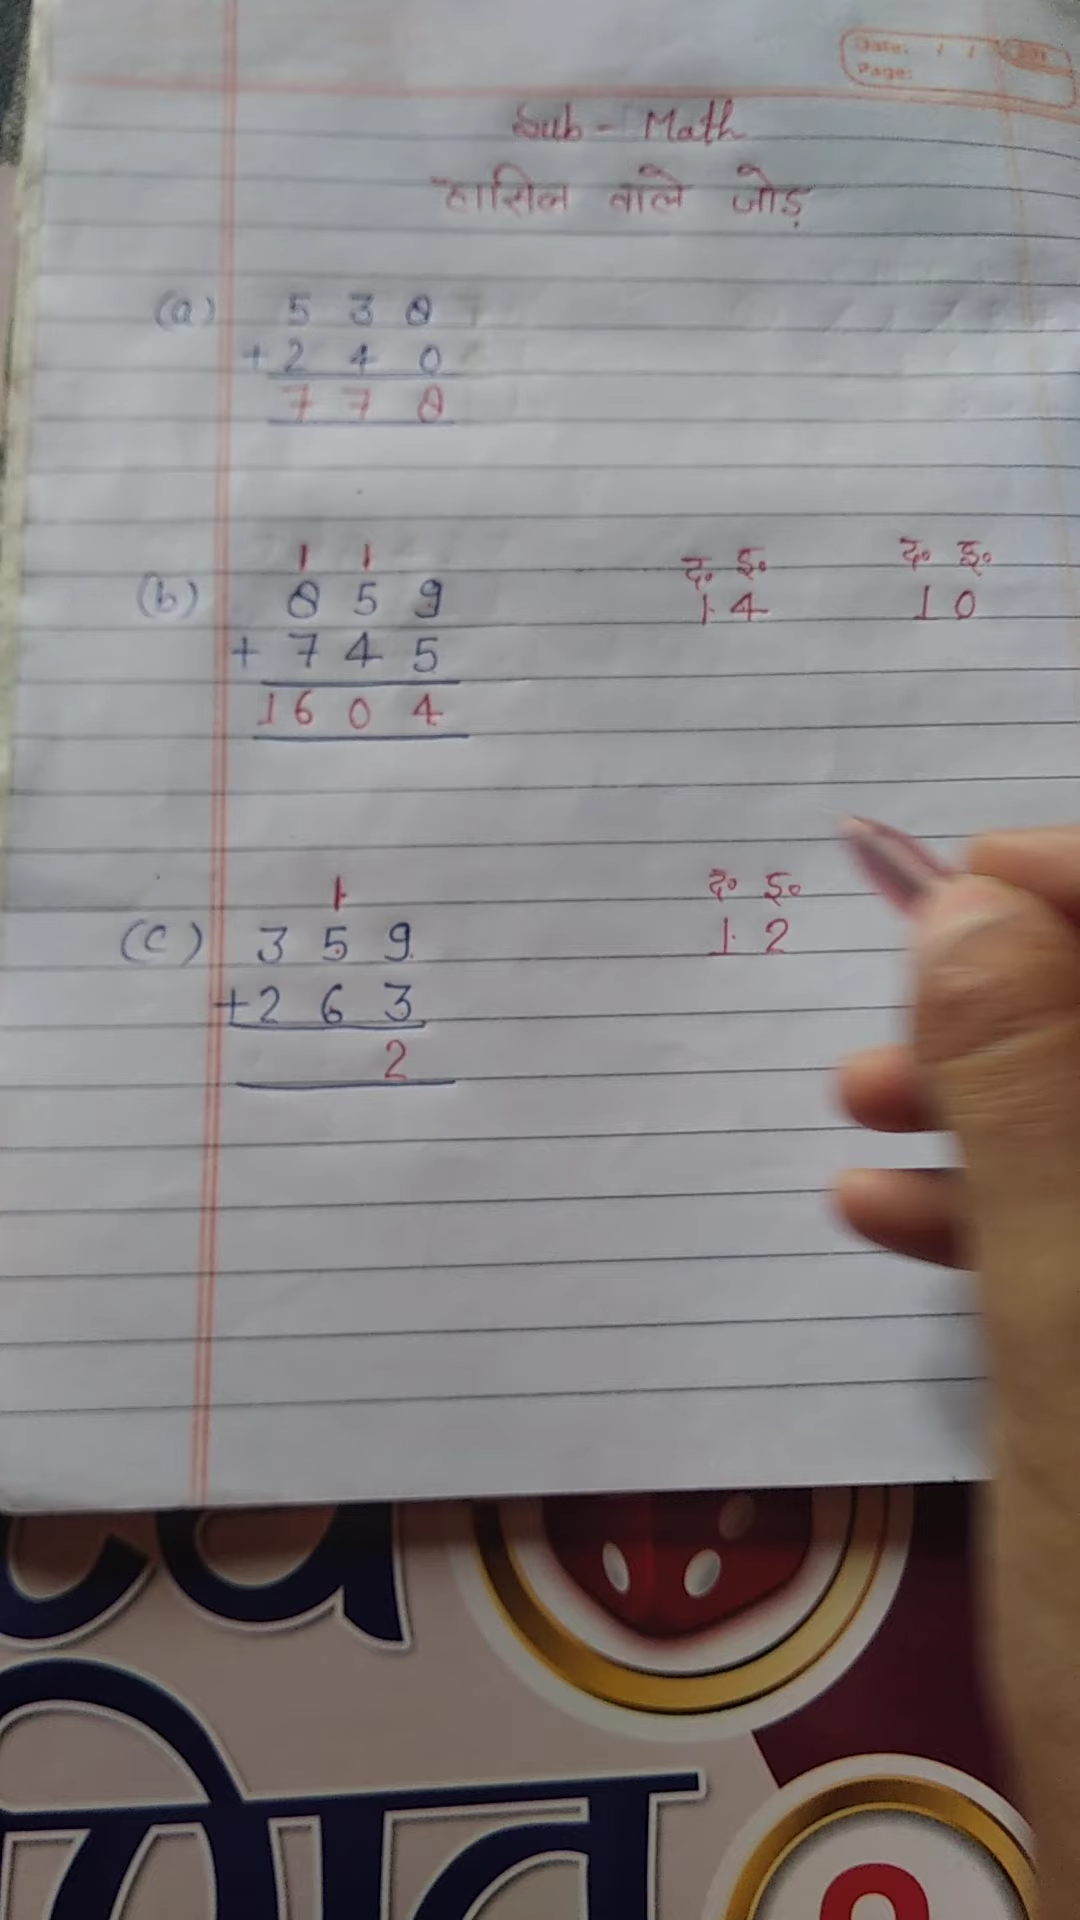 Date: / /
Page:
Sub - Math
हासिल वाले जोड़
(a) 5 3 8
+ 2 4 0
7 7 8
1 1
द. इ. द. इ.
(b) 8 5 9 1 4 1 0
+ 7 4 5
1 6 0 4
1
द. इ.
(c) 3 5 9 1 2
+ 2 6 3
2